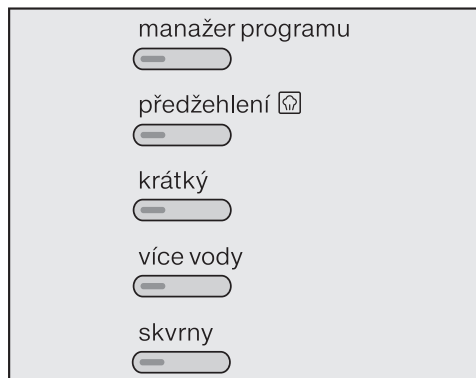 manažer programu
předžehlení
krátký
více vody
skvrny